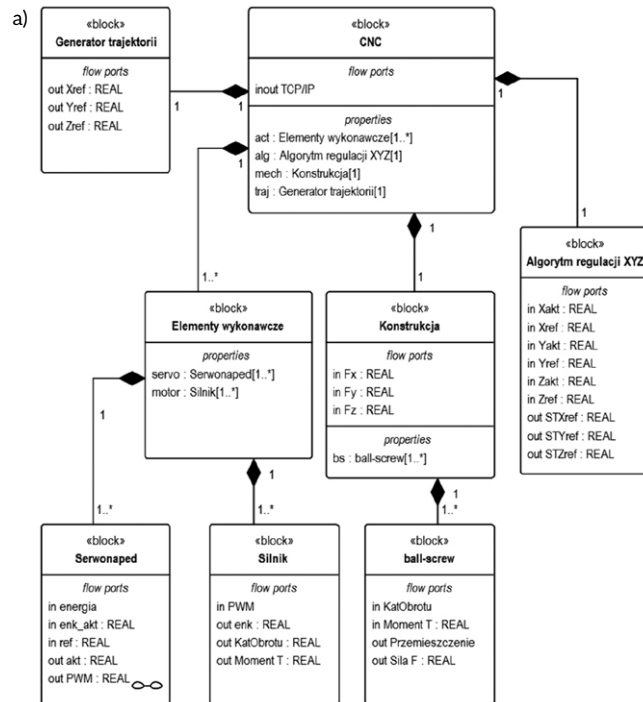 a)
«block»
Generator trajektorii
flow ports
out Xref : REAL
out Yref : REAL
out Zref : REAL
1
1
«block»
CNC
flow ports
inout TCP/IP
properties
act : Elementy wykonawcze[1..*]
alg : Algorytm regulacji XYZ[1]
mech : Konstrukcja[1]
traj : Generator trajektorii[1]
1
1
1
1..*
1
1
«block»
Algorytm regulacji XYZ
flow ports
in Xakt : REAL
in Xref : REAL
in Yakt : REAL
in Yref : REAL
in Zakt : REAL
in Zref : REAL
out STXref : REAL
out STYref : REAL
out STZref : REAL
«block»
Elementy wykonawcze
properties
servo : Serwonaped[1..*]
motor : Silnik[1..*]
1
1
1..*
1..*
«block»
Konstrukcja
flow ports
in Fx : REAL
in Fy : REAL
in Fz : REAL
properties
bs : ball-screw[1..*]
1
1..*
«block»
Serwonaped
flow ports
in energia
in enk_akt : REAL
in ref : REAL
out akt : REAL
out PWM : REAL
«block»
Silnik
flow ports
in PWM
out enk : REAL
out KatObrotu : REAL
out Moment T : REAL
«block»
ball-screw
flow ports
in KatObrotu
in Moment T : REAL
out Przemieszczenie
out Sila F : REAL